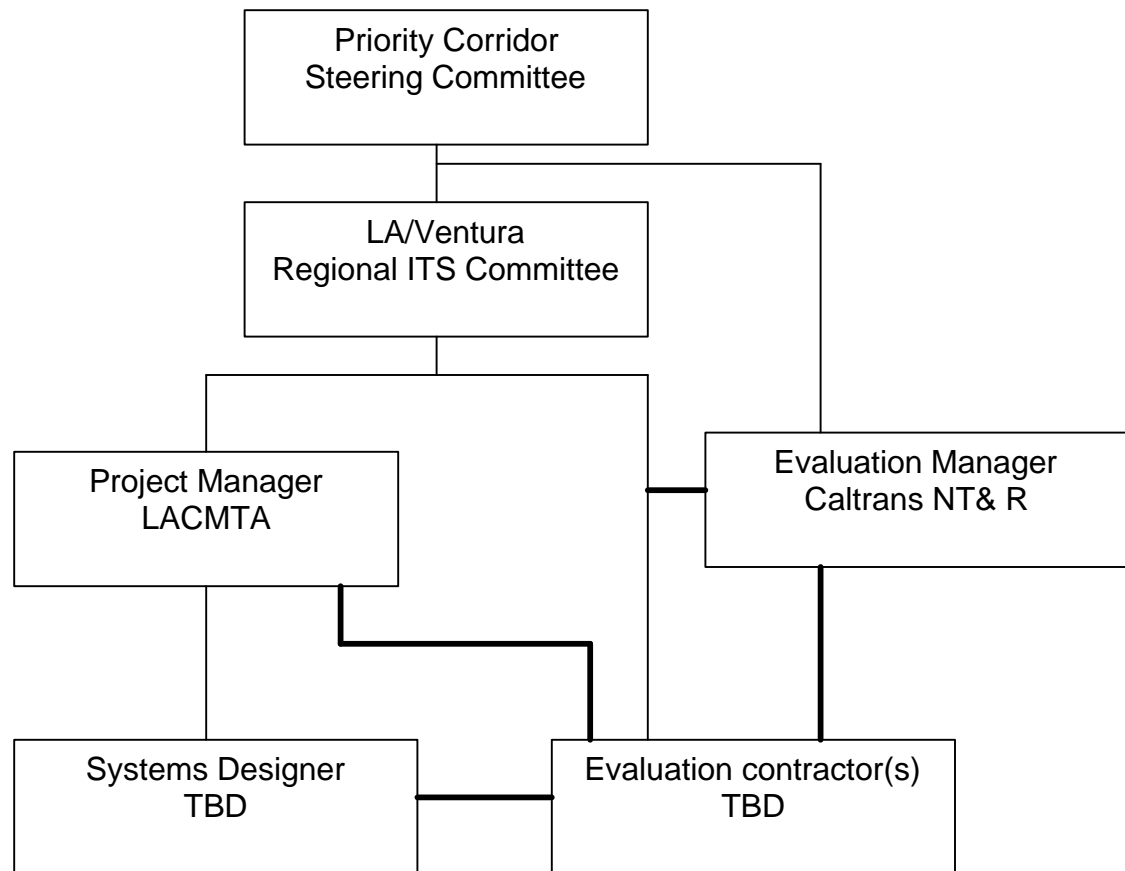 Priority Corridor
Steering Committee
LA/Ventura
Regional ITS Committee
Project Manager
LACMTA
Evaluation Manager
Caltrans NT& R
Systems Designer
TBD
Evaluation contractor(s)
TBD